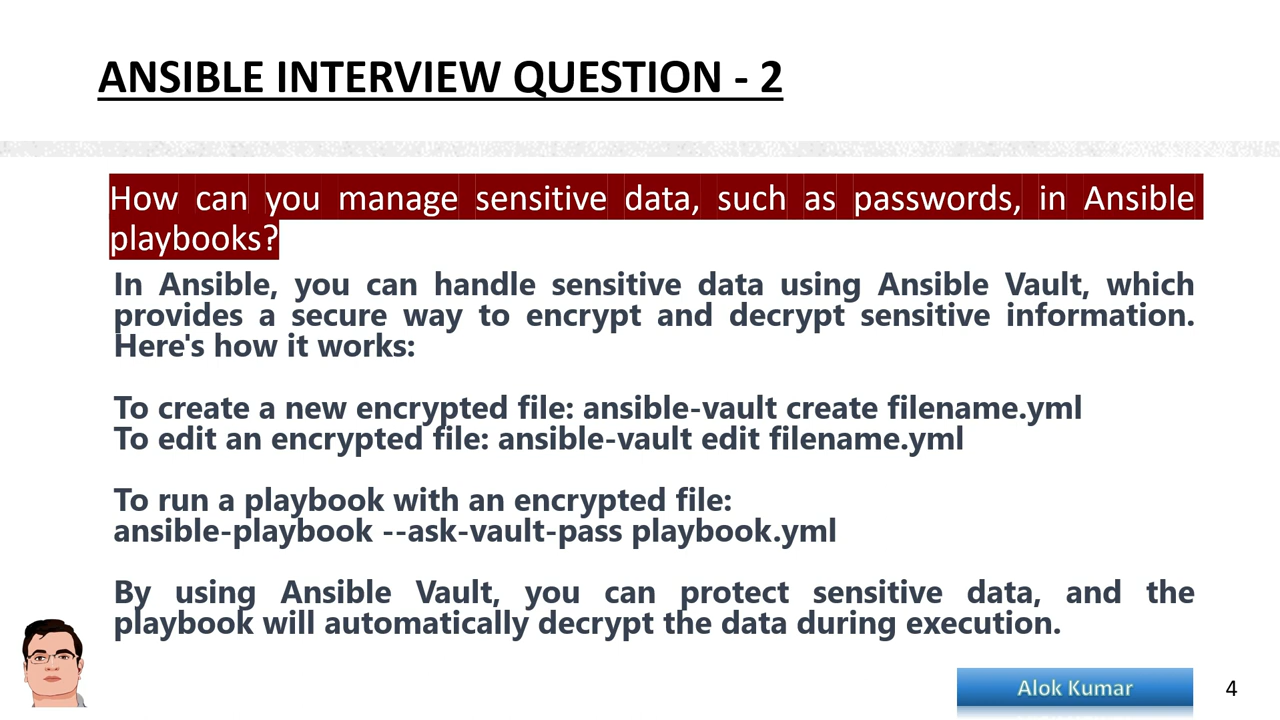 ANSIBLE INTERVIEW QUESTION - 2
How can you manage sensitive data, such as passwords, in Ansible
playbooks?
In Ansible, you can handle sensitive data using Ansible Vault, which
provides a secure way to encrypt and decrypt sensitive information.
Here's how it works:
To create a new encrypted file: ansible-vault create filename.yml
To edit an encrypted file: ansible-vault edit filename.yml
To run a playbook with an encrypted file:
ansible-playbook --ask-vault-pass playbook.yml
By using Ansible Vault, you can protect sensitive data, and the
playbook will automatically decrypt the data during execution.
Alok Kumar
4